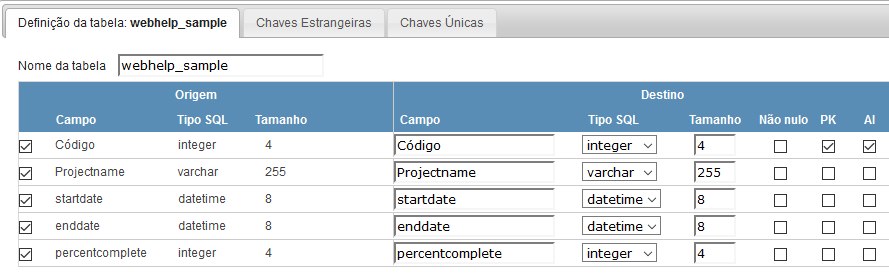 Definição da tabela: webhelp_sample Chaves Estrangeiras Chaves Únicas
Nome da tabela webhelp_sample
Origem Destino
Campo Tipo SQL Tamanho Campo Tipo SQL Tamanho Não nulo PK AI
Código integer 4 Código integer 4
Projectname varchar 255 Projectname varchar 255
startdate datetime 8 startdate datetime 8
enddate datetime 8 enddate datetime 8
percentcomplete integer 4 percentcomplete integer 4